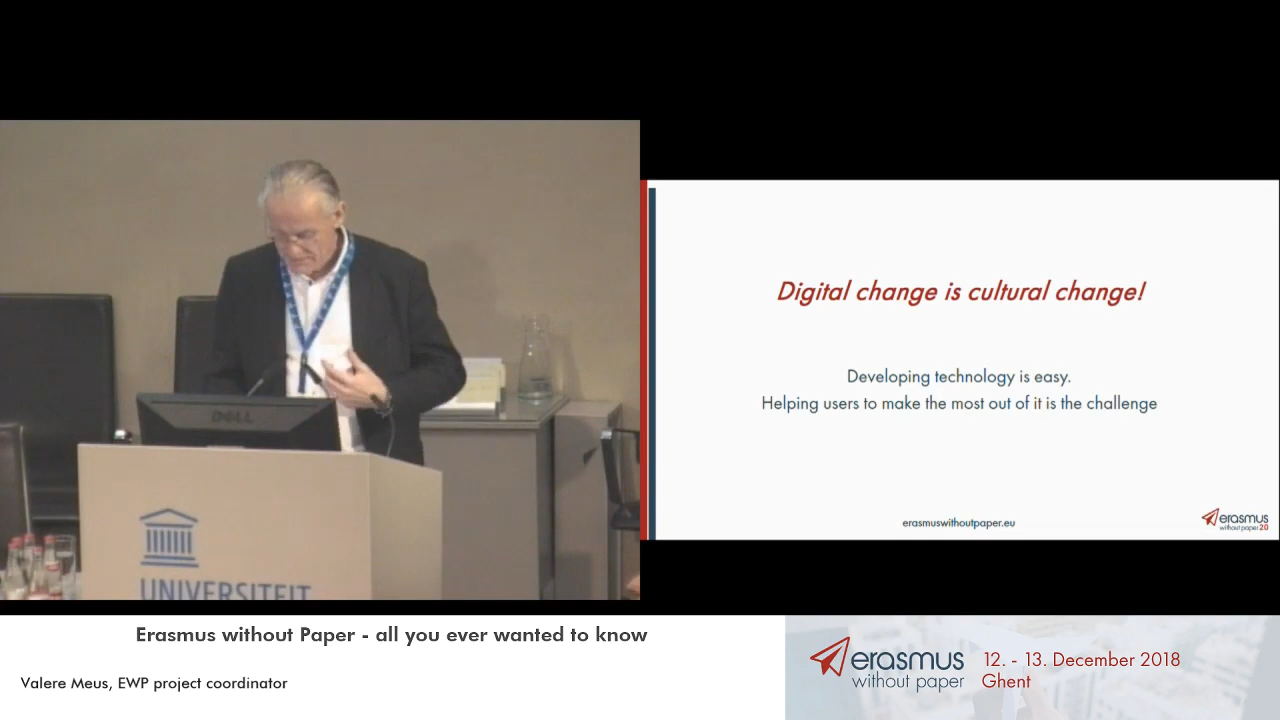 DELL
UNIVERSITEIT
Digital change is cultural change!
Developing technology is easy.
Helping users to make the most out of it is the challenge
erasmuswithoutpaper.eu
erasmus
without paper 2.0
Erasmus without Paper - all you ever wanted to know
Valere Meus, EWP project coordinator
erasmus
without paper
12. - 13. December 2018
Ghent